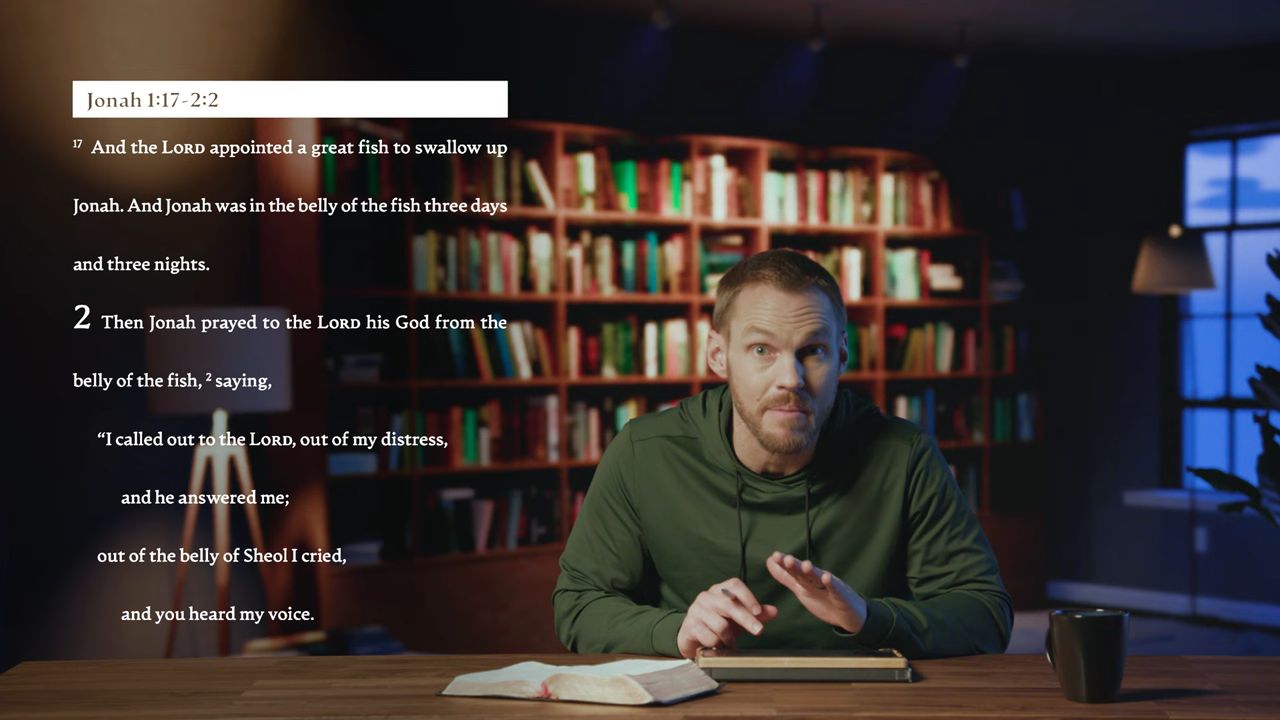 Jonah 1:17-2:2
17 And the LORD appointed a great fish to swallow up
Jonah. And Jonah was in the belly of the fish three days
and three nights.
2 Then Jonah prayed to the LORD his God from the
belly of the fish, 2 saying,
“I called out to the LORD, out of my distress,
and he answered me;
out of the belly of Sheol I cried,
and you heard my voice.